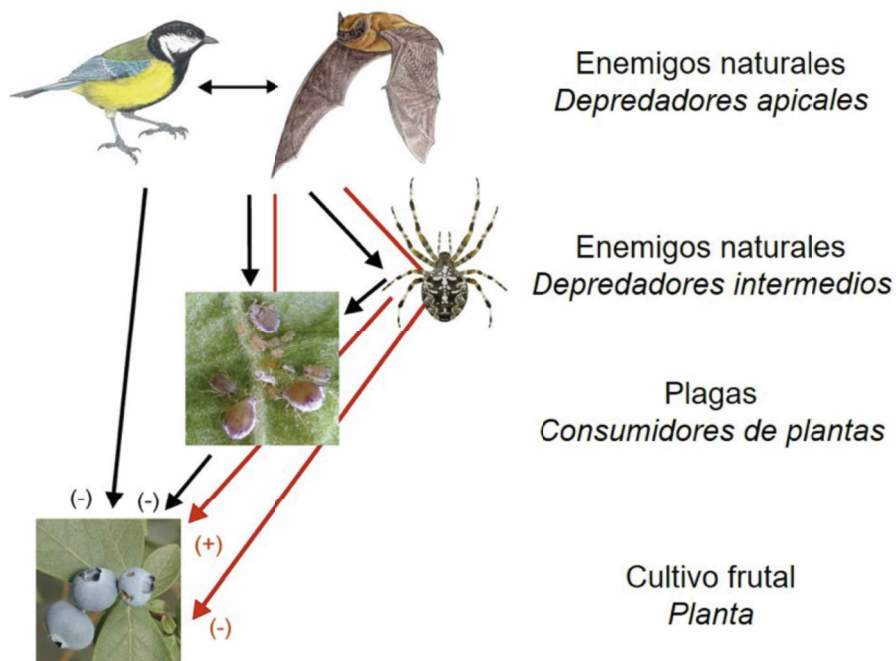 Enemigos naturales
Depredadores apicales
Enemigos naturales
Depredadores intermedios
Plagas
Consumidores de plantas
(-)
(-)
(+)
Cultivo frutal
(-)
Planta